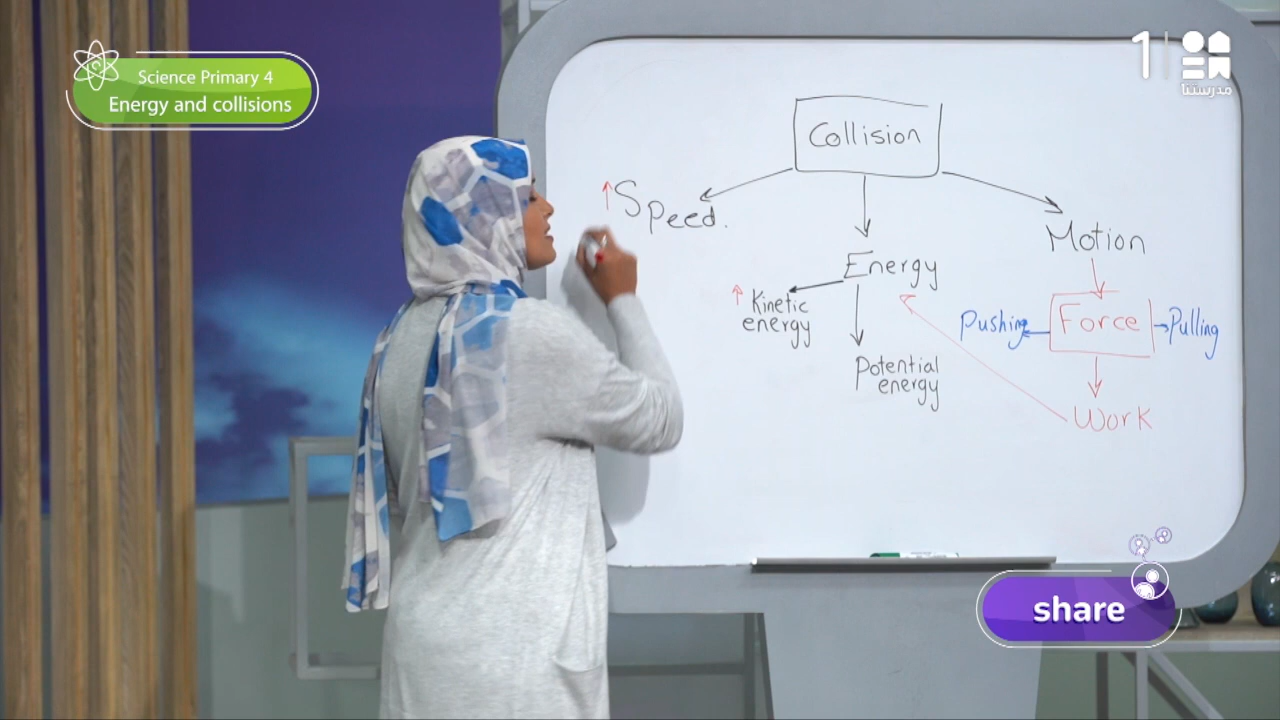 Science Primary 4
Energy and collisions
1
مدرستنا
Collision
Speed.
Energy
Motion
Kinetic
energy
Potential
energy
Pushing
Force
Pulling
Work
share